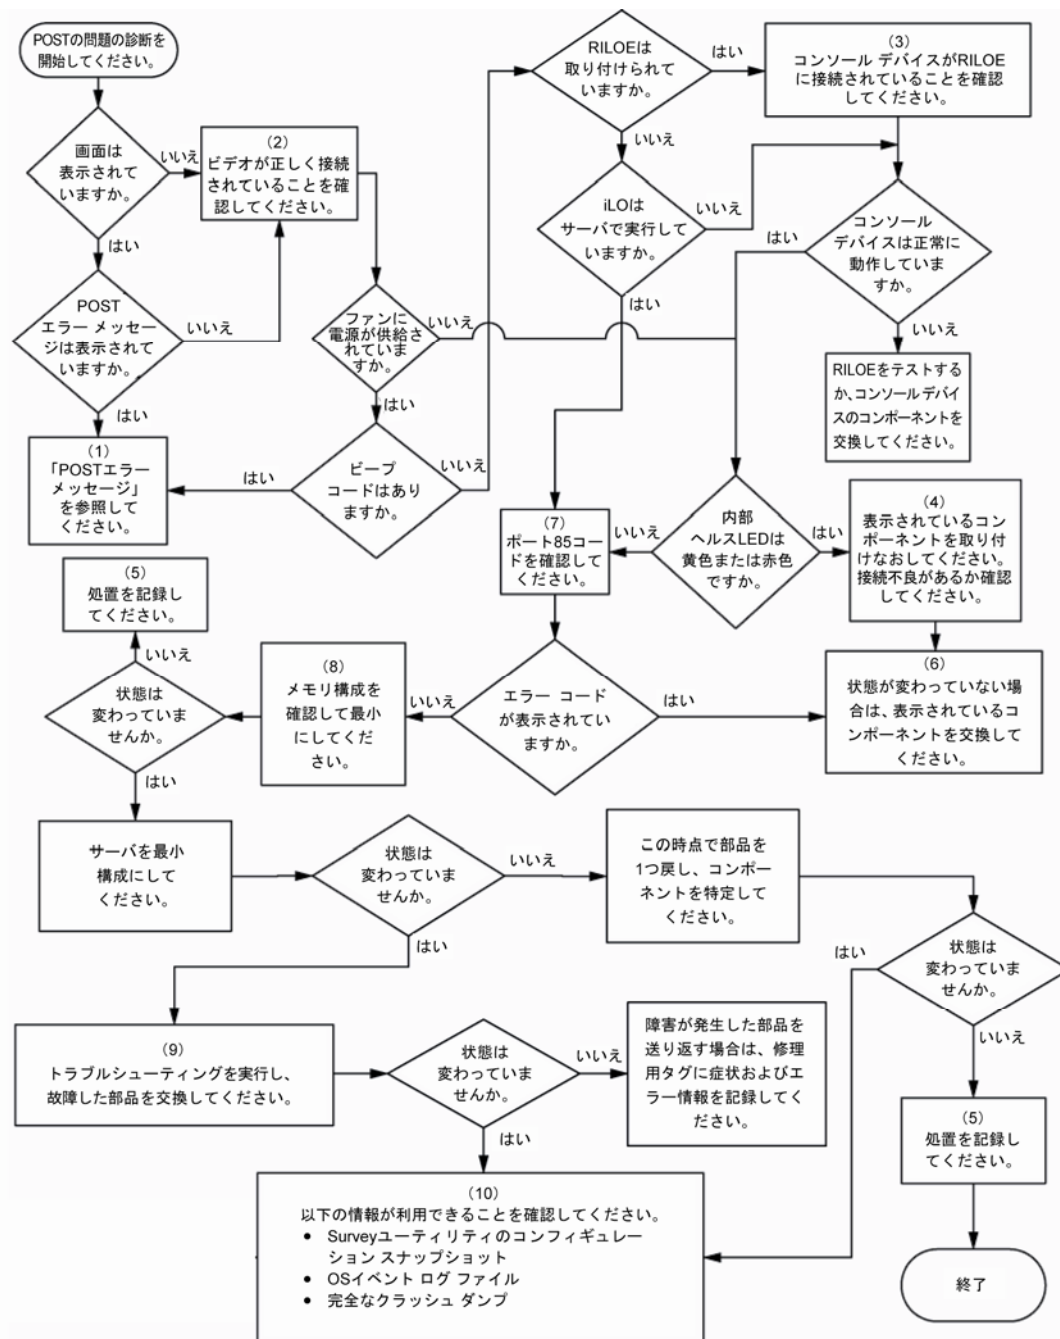 POSTの問題の診断を
開始してください。
画面は
表示されて
いますか。
いいえ
はい
(2)
ビデオが正しく接続
されていることを確
認してください。
POST
エラー メッセー
ジは表示されて
いますか。
いいえ
はい
(1)
「POSTエラー
メッセージ」
を参照して
ください。
ファンに
電源が供給さ
れていま
すか。
いいえ
はい
ビープ
コードはあり
ますか。
はい
いいえ
RILOEは
取り付けられて
いますか。
はい
いいえ
(3)
コンソール デバイスがRILOE
に接続されていることを確認
してください。
iLOは
サーバで実行して
いますか。
いいえ
はい
コンソール
デバイスは正常に
動作していま
すか。
はい
いいえ
RILOEをテストする
か、コンソールデバイ
スのコンポーネントを
交換してください。
内部
ヘルスLEDは
黄色または赤色
ですか。
いいえ
はい
(4)
表示されているコン
ポーネントを取り付
けなおしてください。
接続不良があるか確認
してください。
(7)
ポート85コー
ドを確認して
ください。
(6)
状態が変わっていない場
合は、表示されているコ
ンポーネントを交換して
ください。
エラー コード
が表示されてい
ますか。
いいえ
はい
(8)
メモリ構成を
確認して最小
にしてくだ
さい。
(5)
処置を記録し
てください。
いいえ
状態は
変わっていま
せんか。
はい
サーバを最小
構成にして
ください。
状態は
変わっていま
せんか。
いいえ
はい
この時点で部品を
1つ戻し、コンポー
ネントを特定して
ください。
状態は
変わっていま
せんか。
はい
いいえ
(9)
トラブルシューティングを実行し、
故障した部品を交換してください。
状態は
変わっていま
せんか。
いいえ
はい
障害が発生した部品を
送り返す場合は、修理
用タグに症状およびエ
ラー情報を記録してく
ださい。
(5)
処置を記録し
てください。
終了
(10)
以下の情報が利用できることを確認してください。
• Surveyユーティリティのコンフィギュレー
ション スナップショット
• OSイベント ログ ファイル
• 完全なクラッシュ ダンプ